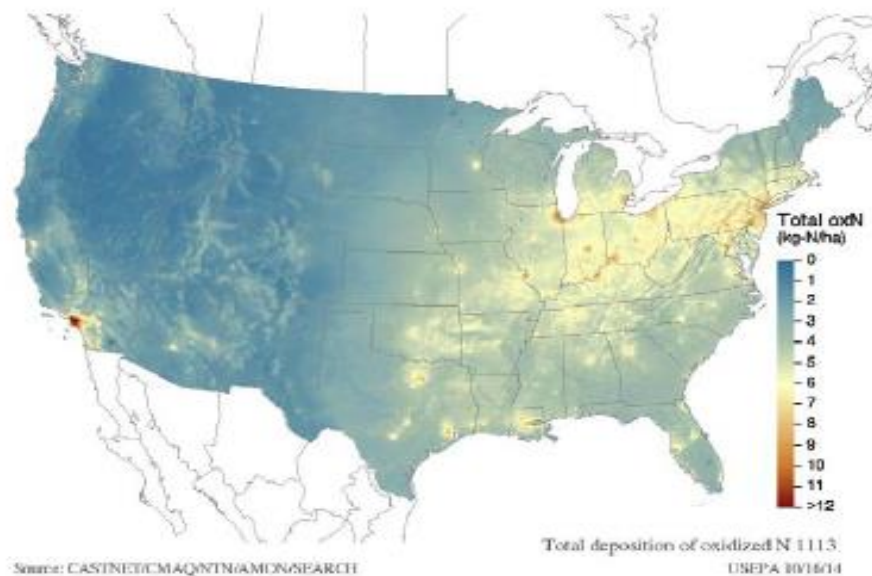 Total oxN
(kg-N/ha)
0
1
2
3
4
5
6
7
8
9
10
11
>12
Total deposition of oxidized N 1113
Source: CASTNET/CMAQ/NTN/AMON/SEARCH
USEPA 10/16/14